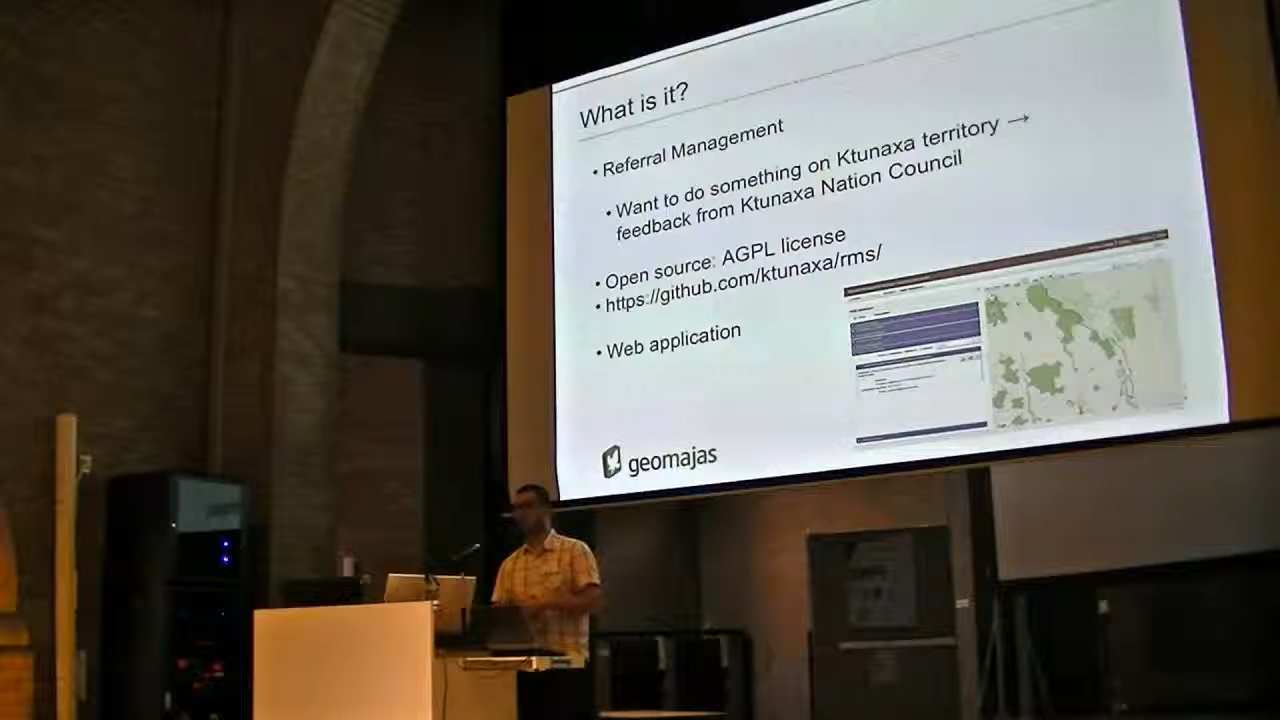 What is it?
• Referral Management
• Want to do something on Ktunaxa territory →
feedback from Ktunaxa Nation Council
• Open source: AGPL license
• https://github.com/ktunaxa/rms/
• Web application
geomajas